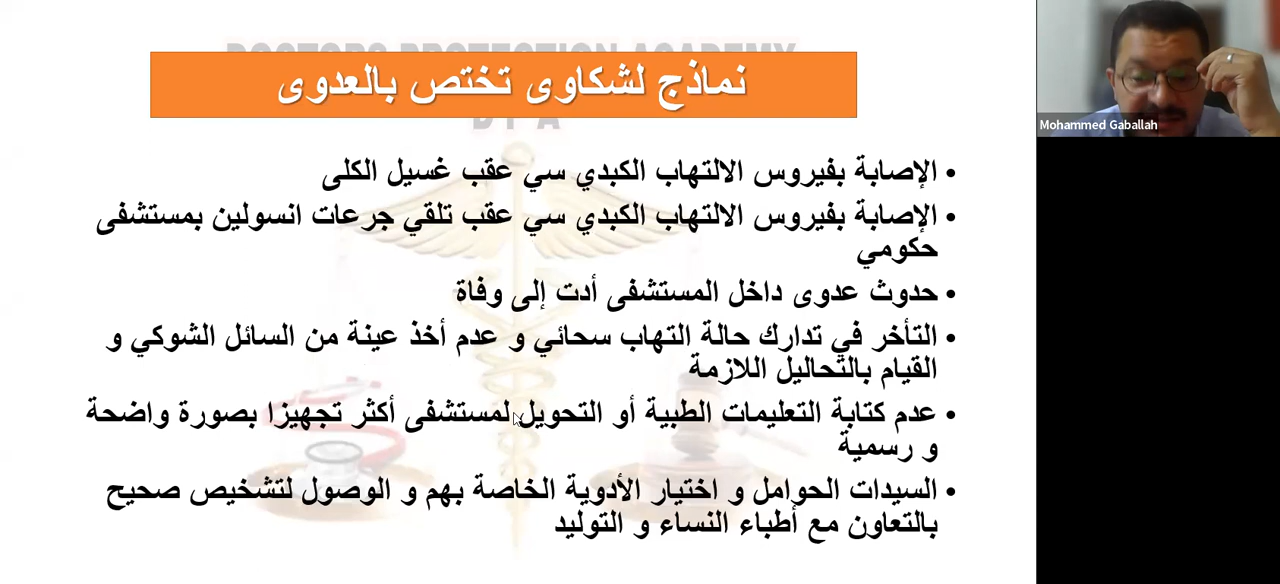 DOCTORS PROTECTION ACADEMY
نماذج لشكاوى تختص بالعدوى
D P A
• الإصابة بفيروس الالتهاب الكبدي سي عقب غسيل الكلى
• الإصابة بفيروس الالتهاب الكبدي سي عقب تلقي جرعات انسولين بمستشفى
حكومي
• حدوث عدوى داخل المستشفى أدت إلى وفاة
• التأخر في تدارك حالة التهاب سحائي و عدم أخذ عينة من السائل الشوكي و
القيام بالتحاليل اللازمة
• عدم كتابة التعليمات الطبية أو التحويل لمستشفى أكثر تجهيزا بصورة واضحة
و رسمية
• السيدات الحوامل و اختيار الأدوية الخاصة بهم و الوصول لتشخيص صحيح
بالتعاون مع أطباء النساء و التوليد
Mohammed Gaballah